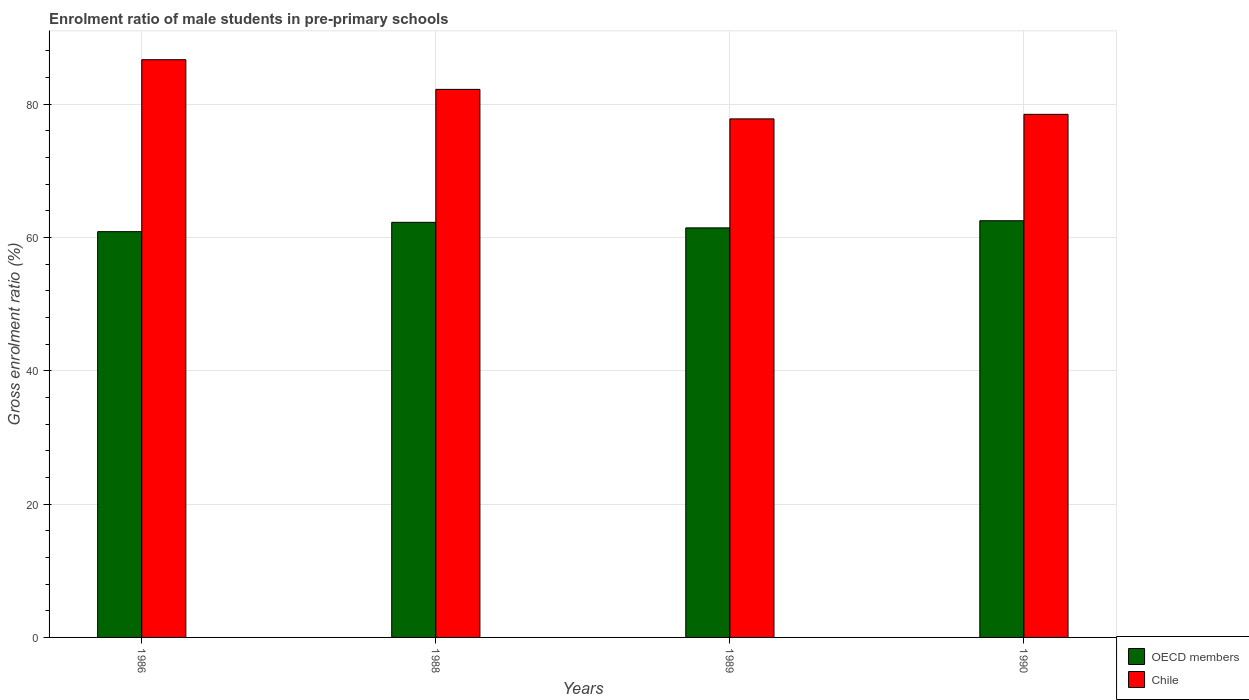 Enrolment ratio of male students in pre-primary schools
Gross enrolment ratio (%)
80
60
40
20
0
1986
1988
1989
1990
Years
OECD members
Chile